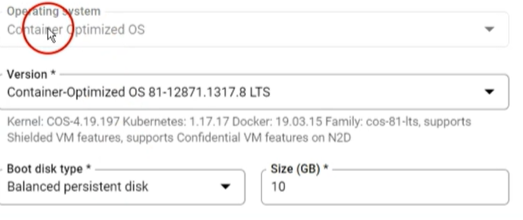 Operating system
Container Optimized OS
Version *
Container-Optimized OS 81-12871.1317.8 LTS
Kernel: COS-4.19.197 Kubernetes: 1.17.17 Docker: 19.03.15 Family: cos-81-lts, supports
Shielded VM features, supports Confidential VM features on N2D
Boot disk type * Size (GB) *
Balanced persistent disk 10